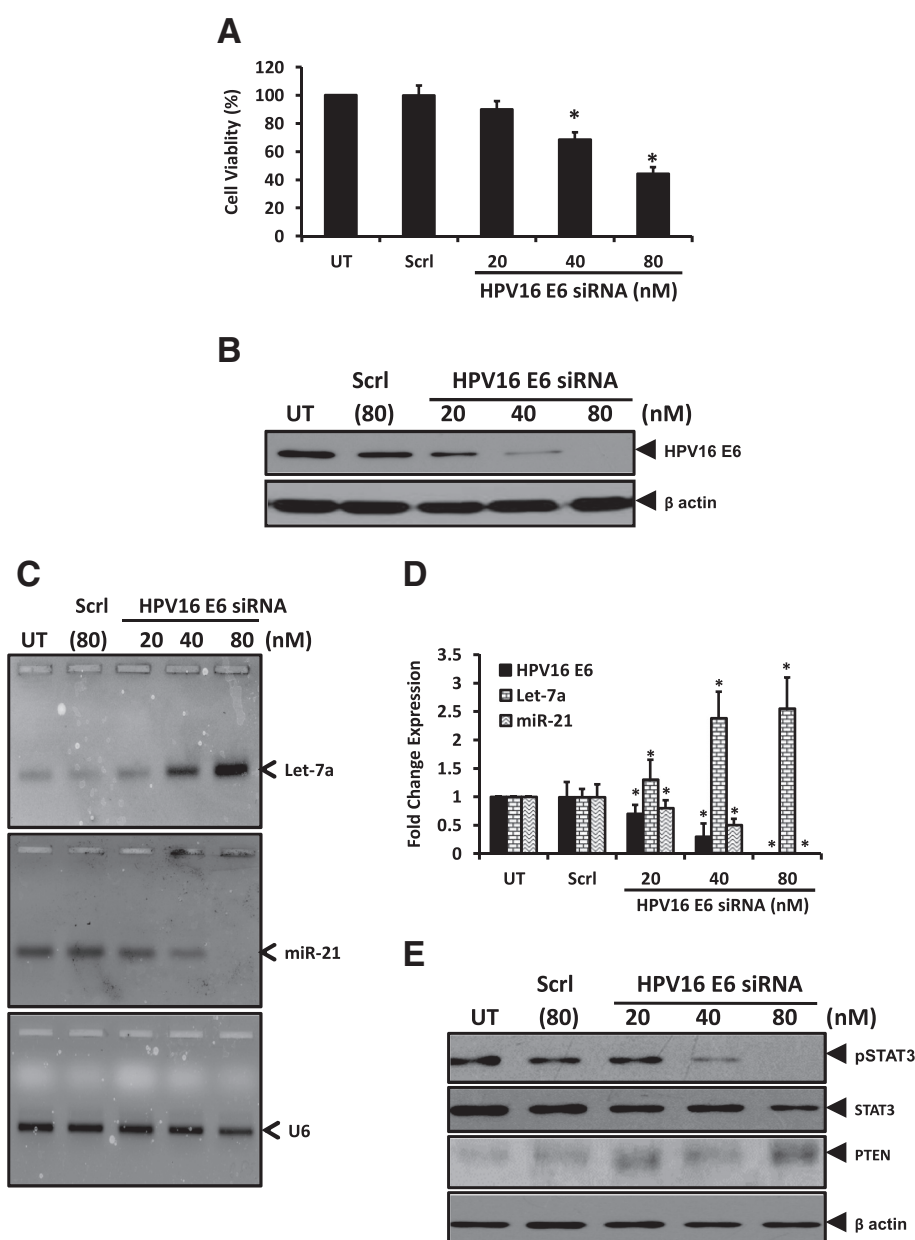 A
120
100
80
60
40
20
0
Cell Viablity (%)
*
*
UT Scrl 20 40 80
HPV16 E6 siRNA (nM)
B
Scrl HPV16 E6 siRNA
UT (80) 20 40 80 (nM)
HPV16 E6
β actin
C
Scrl HPV16 E6 siRNA
UT (80) 20 40 80 (nM)
Let-7a
miR-21
U6
D
3.5
3
2.5
2
1.5
1
0.5
0
Fold Change Expression
HPV16 E6
Let-7a
miR-21
* * *
* * *
* * *
UT Scrl 20 40 80
HPV16 E6 siRNA (nM)
E
Scrl HPV16 E6 siRNA
UT (80) 20 40 80 (nM)
pSTAT3
STAT3
PTEN
β actin